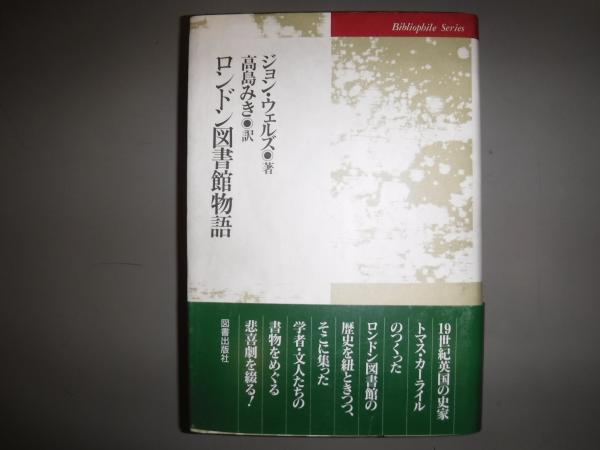 Bibliophile Series
ジョン・ウェルズ●著
高島みき◉訳
ロンドン図書館物語
19世紀英国の史家
トマス・カーライル
のつくった
ロンドン図書館の
歴史を紐ときつつ、
そこに集った
学者・文人たちの
書物をめぐる
悲喜劇を綴る!
図書出版社